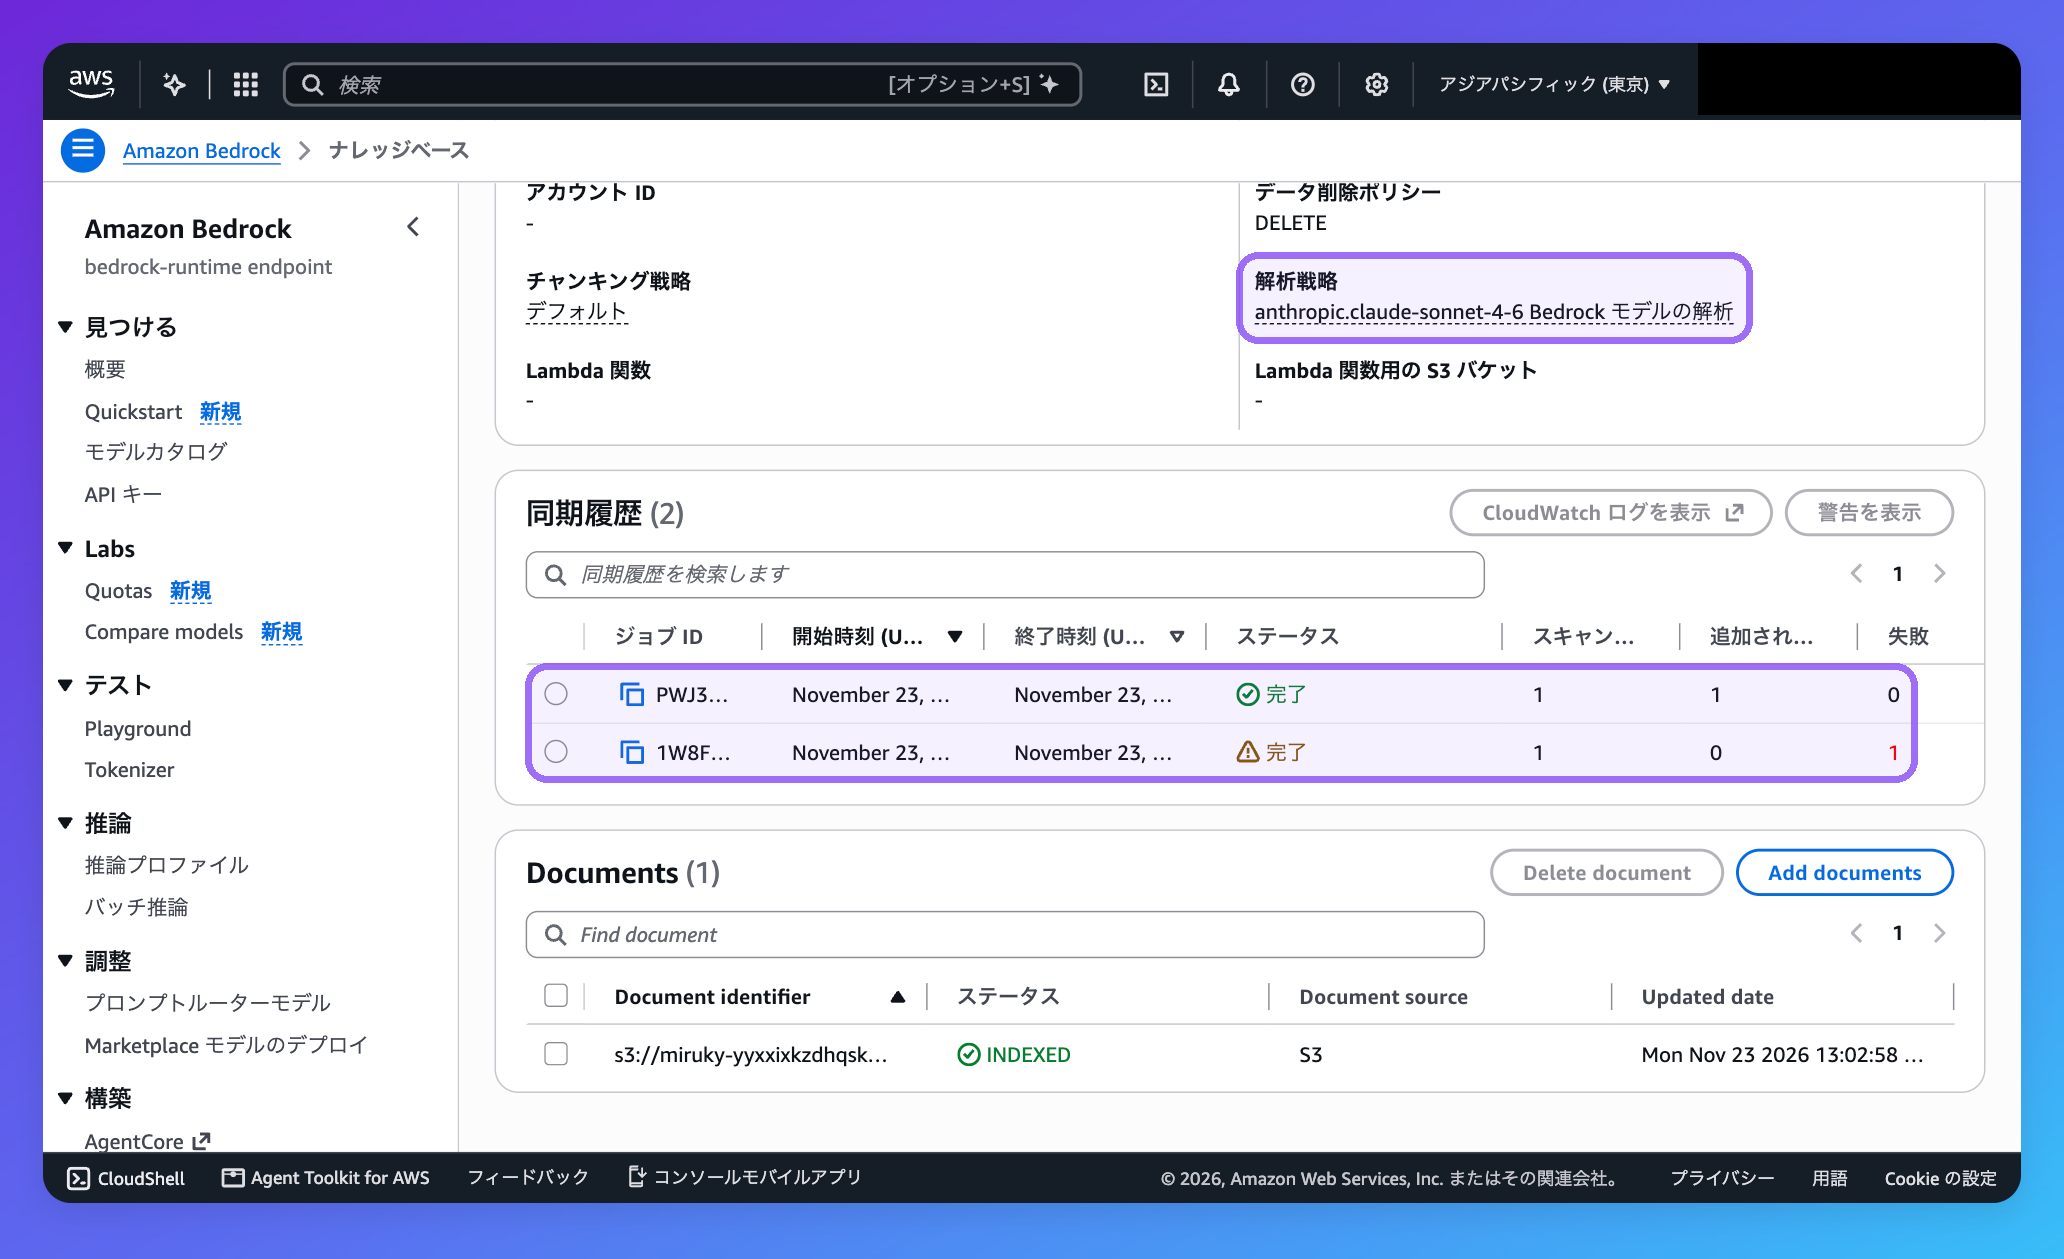 aws
検索
[オプション+S]
アジアパシフィック (東京)
Amazon Bedrock
ナレッジベース
Amazon Bedrock
bedrock-runtime endpoint
見つける
概要
Quickstart 新規
モデルカタログ
API キー
Labs
Quotas 新規
Compare models 新規
テスト
Playground
Tokenizer
推論
推論プロファイル
バッチ推論
調整
プロンプトルーターモデル
Marketplace モデルのデプロイ
構築
AgentCore
アカウント ID
-
データ削除ポリシー
DELETE
チャンキング戦略
デフォルト
解析戦略
anthropic.claude-sonnet-4-6 Bedrock モデルの解析
Lambda 関数
-
Lambda 関数用の S3 バケット
-
同期履歴 (2)
CloudWatch ログを表示
警告を表示
同期履歴を検索します
1
ジョブ ID 開始時刻 (U... 終了時刻 (U... ステータス スキャン... 追加され... 失敗
PWJ3... November 23, ... November 23, ... 完了 1 1 0
1W8F... November 23, ... November 23, ... 完了 1 0 1
Documents (1)
Delete document
Add documents
Find document
1
Document identifier ステータス Document source Updated date
s3://miruky-yyxxixkzdhqsk... INDEXED S3 Mon Nov 23 2026 13:02:58 ...
CloudShell Agent Toolkit for AWS フィードバック コンソールモバイルアプリ © 2026, Amazon Web Services, Inc. またはその関連会社。 プライバシー 用語 Cookie の設定